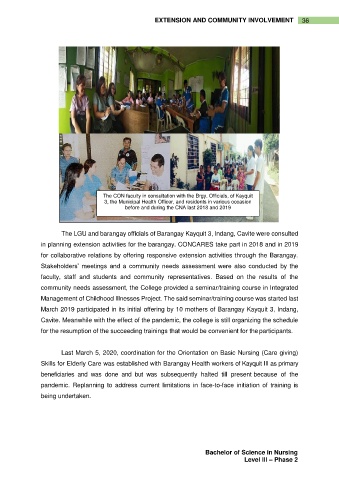 EXTENSION AND COMMUNITY INVOLVEMENT 36
The CON faculty in consultation with the Brgy. Officials, of Kayquit
3, the Municipal Health Officer, and residents in various occasion
before and during the CNA last 2018 and 2019
The LGU and barangay officials of Barangay Kayquit 3, Indang, Cavite were consulted
in planning extension activities for the barangay. CONCARES take part in 2018 and in 2019
for collaborative relations by offering responsive extension activities through the Barangay.
Stakeholders' meetings and a community needs assessment were also conducted by the
faculty, staff and students and community representatives. Based on the results of the
community needs assessment, the College provided a seminar/training course in Integrated
Management of Childhood Illnesses Project. The said seminar/training course was started last
March 2019 participated in its initial offering by 10 mothers of Barangay Kayquit 3, Indang,
Cavite. Meanwhile with the effect of the pandemic, the college is still organizing the schedule
for the resumption of the succeeding trainings that would be convenient for the participants.
Last March 5, 2020, coordination for the Orientation on Basic Nursing (Care giving)
Skills for Elderly Care was established with Barangay Health workers of Kayquit III as primary
beneficiaries and was done and but was subsequently halted till present because of the
pandemic. Replanning to address current limitations in face-to-face initiation of training is
being undertaken.
Bachelor of Science in Nursing
Level III – Phase 2